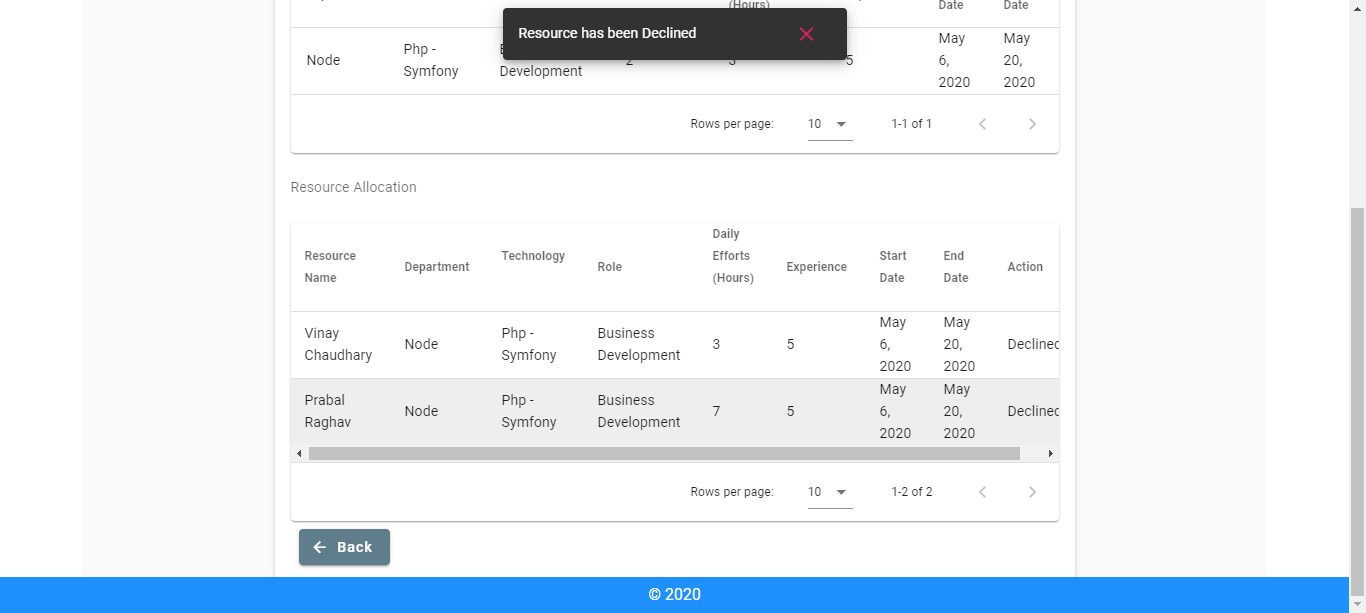 (Hours)
Date
Date
Resource has been Declined
Node
Php -
Symfony
Development
2
5
May
6,
2020
May
20,
2020
Rows per page:
10
1-1 of 1
Resource Allocation
Resource
Name
Department
Technology
Role
Daily
Efforts
(Hours)
Experience
Start
Date
End
Date
Action
Vinay
Chaudhary
Node
Php -
Symfony
Business
Development
3
5
May
6,
2020
May
20,
2020
Declined
Prabal
Raghav
Node
Php -
Symfony
Business
Development
7
5
May
6,
2020
May
20,
2020
Declined
Rows per page:
10
1-2 of 2
Back
© 2020